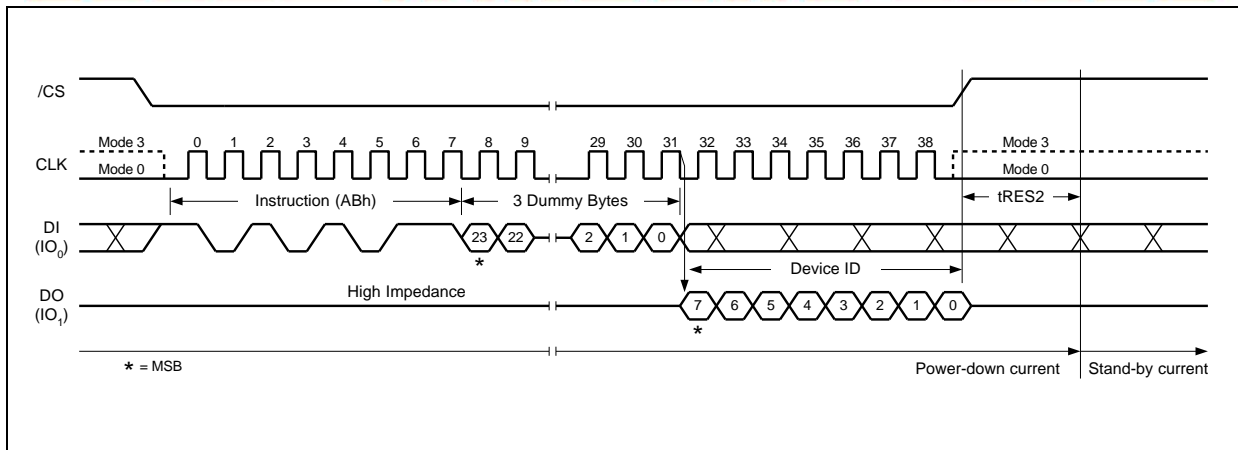 /CS
Mode 3 0 1 2 3 4 5 6 7 8 9 29 30 31 32 33 34 35 36 37 38 Mode 3
CLK
Mode 0 Mode 0
Instruction (ABh) 3 Dummy Bytes tRES2
DI
(IO0)
23 22 2 1 0
*
Device ID
High Impedance
DO
(IO1)
7 6 5 4 3 2 1 0
*
* = MSB
Power-down current Stand-by current